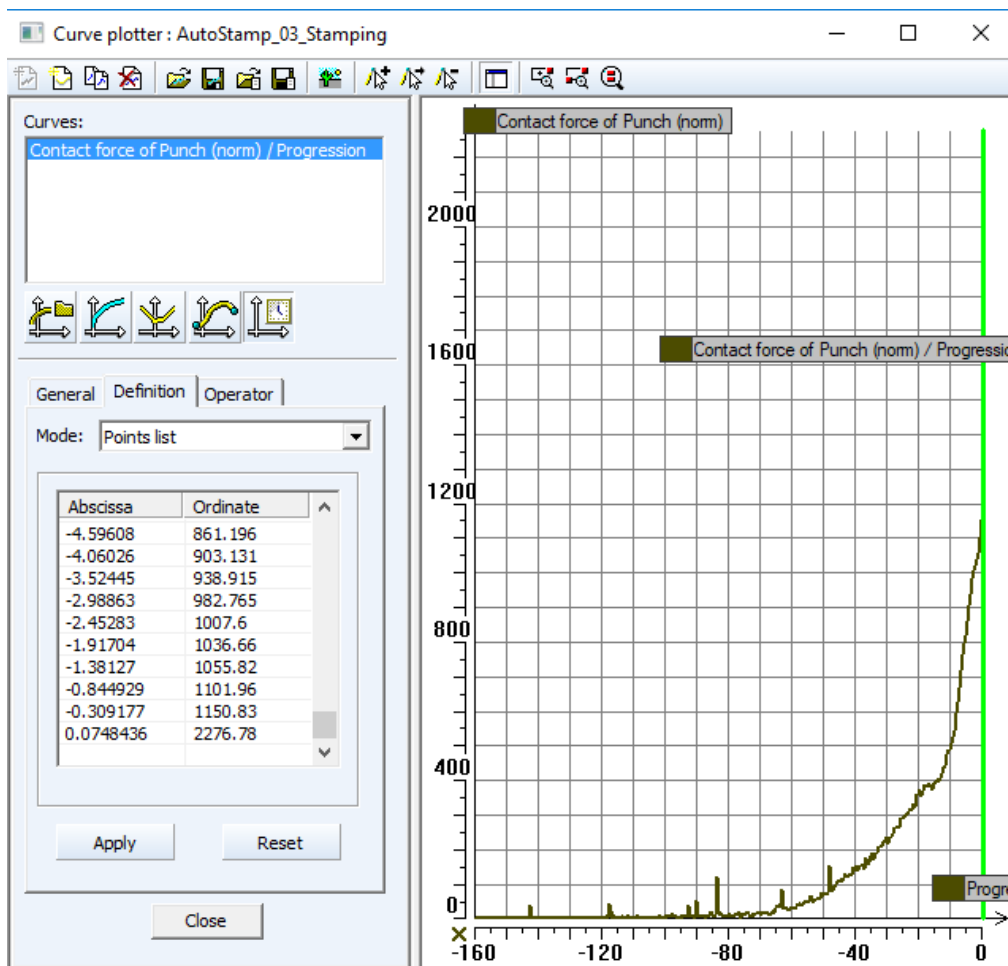 Curve plotter : AutoStamp_03_Stamping
Curves:
Contact force of Punch (norm) / Progression
General Definition Operator
Mode: Points list
Abscissa Ordinate
-4.59608 861.196
-4.06026 903.131
-3.52445 938.915
-2.98863 982.765
-2.45283 1007.6
-1.91704 1036.66
-1.38127 1055.82
-0.844929 1101.96
-0.309177 1150.83
0.0748436 2276.78
Apply Reset
Close
Contact force of Punch (norm)
2000
1600
Contact force of Punch (norm) / Progressio
1200
800
400
0
Progre
-160 -120 -80 -40 0